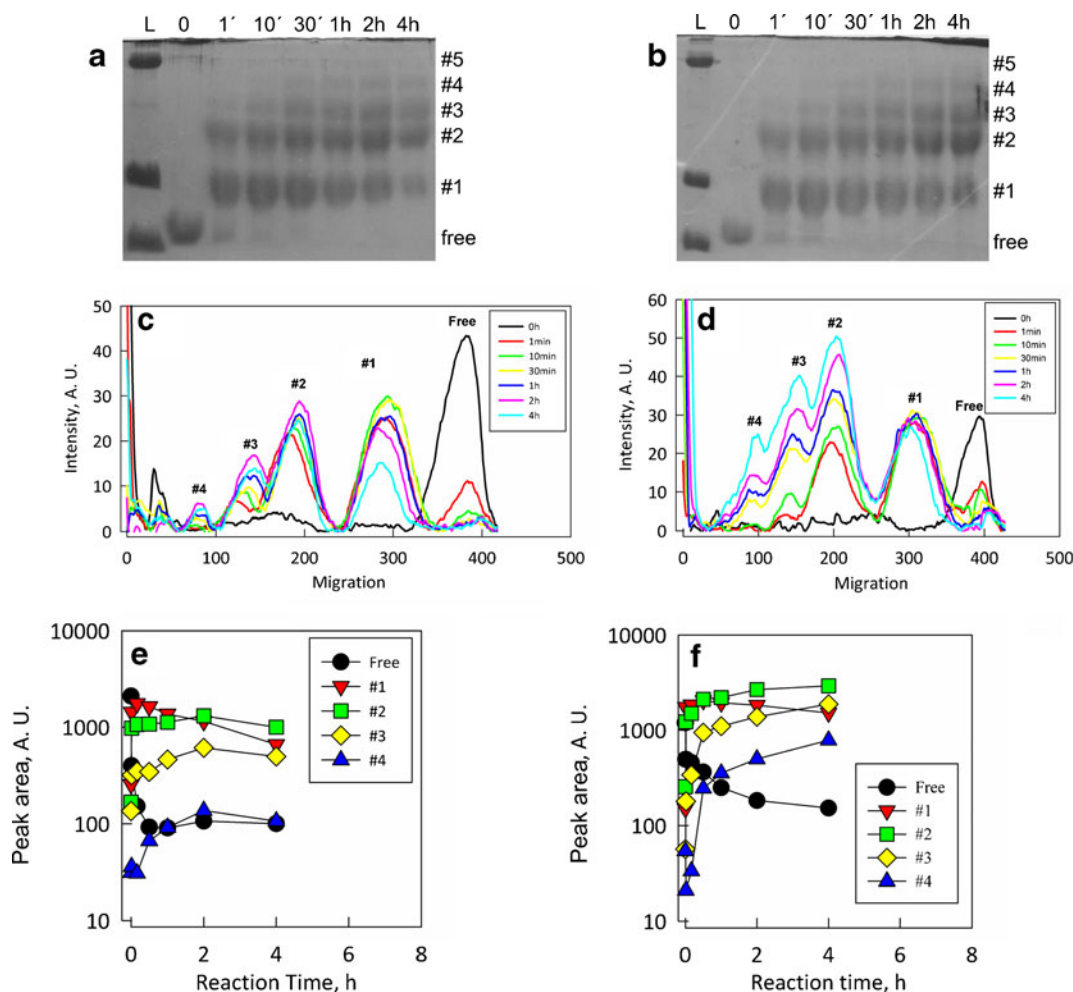 L 0 1´ 10´ 30´ 1h 2h 4h
a
#5
#4
#3
#2
#1
free
L 0 1´ 10´ 30´ 1h 2h 4h
b
#5
#4
#3
#2
#1
free
c
50
40
30
20
10
0
Intensity, A. U.
#4
#3
#2
#1
Free
0h
1min
10min
30min
1h
2h
4h
0 100 200 300 400 500
Migration
d
60
50
40
30
20
10
0
Intensity, A. U.
#4
#3
#2
#1
Free
0h
1min
10min
30min
1h
2h
4h
0 100 200 300 400 500
Migration
e
10000
1000
100
10
Peak area, A. U.
Free
#1
#2
#3
#4
0 2 4 6 8
Reaction Time, h
f
10000
1000
100
10
Peak area, A. U.
Free
#1
#2
#3
#4
0 2 4 6 8
Reaction time, h